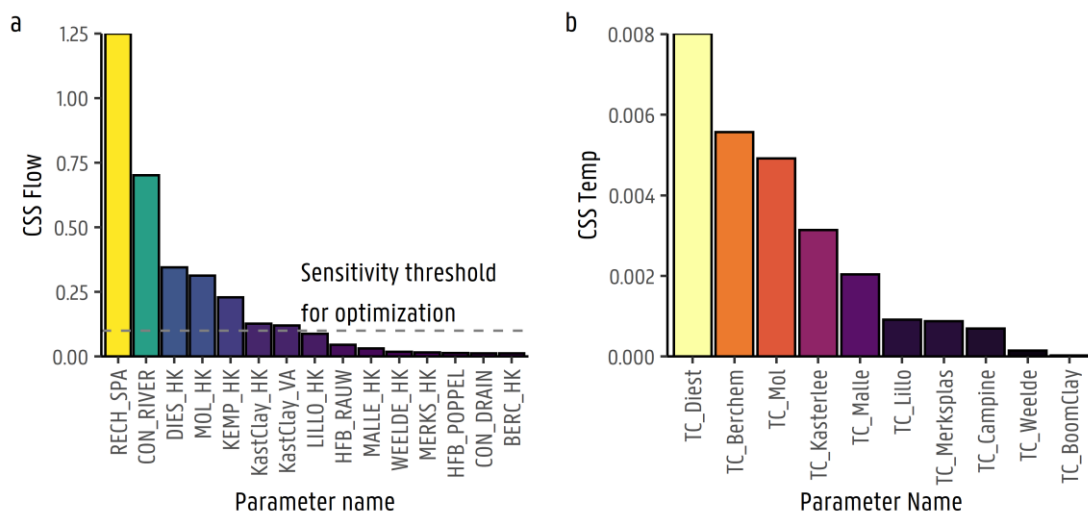 a
1.25
1.00
0.75
0.50
0.25
0.00
CSS Flow
Sensitivity threshold
for optimization
RECH_SPA
CON_RIVER
DIES_HK
MOL_HK
KEMP_HK
KastClay_HK
KastClay_VA
LILLO_HK
HFB_RAUW
MALLE_HK
WEELDE_HK
MERKS_HK
HFB_POPPEL
CON_DRAIN
BERC_HK
Parameter name
b
0.008
0.006
0.004
0.002
0.000
CSS Temp
TC_Diest
TC_Berchem
TC_Mol
TC_Kasterlee
TC_Malle
TC_Lillo
TC_Merksplas
TC_Campine
TC_Weelde
TC_BoomClay
Parameter Name